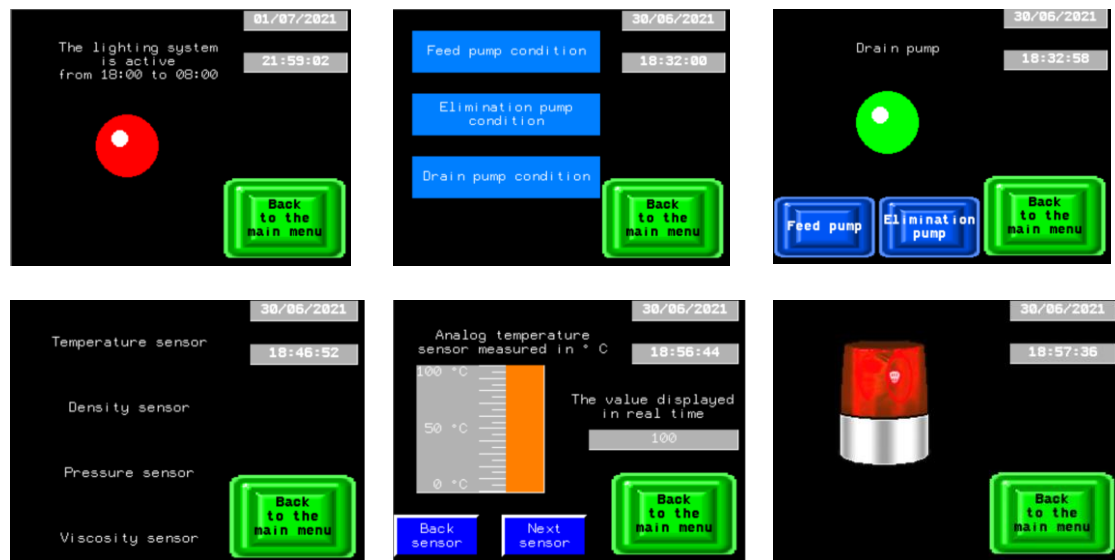 01/07/2021
The lighting system
is active
from 18:00 to 08:00
21:59:02
Back
to the
main menu
30/06/2021
Feed pump condition
18:32:00
Elimination pump
condition
Drain pump condition
Back
to the
main menu
30/06/2021
Drain pump
18:32:58
Feed pump
Elimination
pump
Back
to the
main menu
30/06/2021
Temperature sensor
18:46:52
Density sensor
Pressure sensor
Viscosity sensor
Back
to the
main menu
30/06/2021
Analog temperature
sensor measured in ° C
18:56:44
100 °C
50 °C
0 °C
The value displayed
in real time
100
Back
sensor
Next
sensor
Back
to the
main menu
30/06/2021
18:57:36
Back
to the
main menu